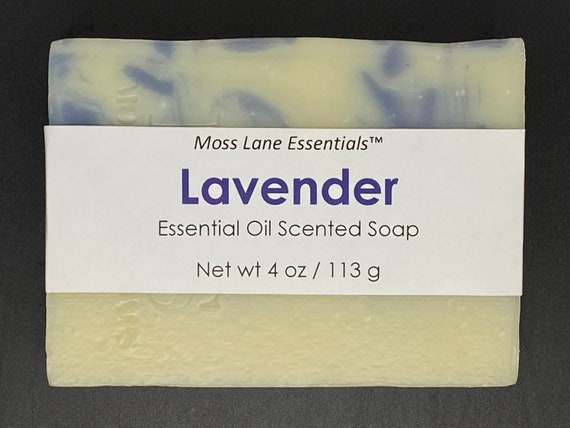 Moss Lane Essentials™
Lavender
Essential Oil Scented Soap
Net wt 4 oz / 113 g